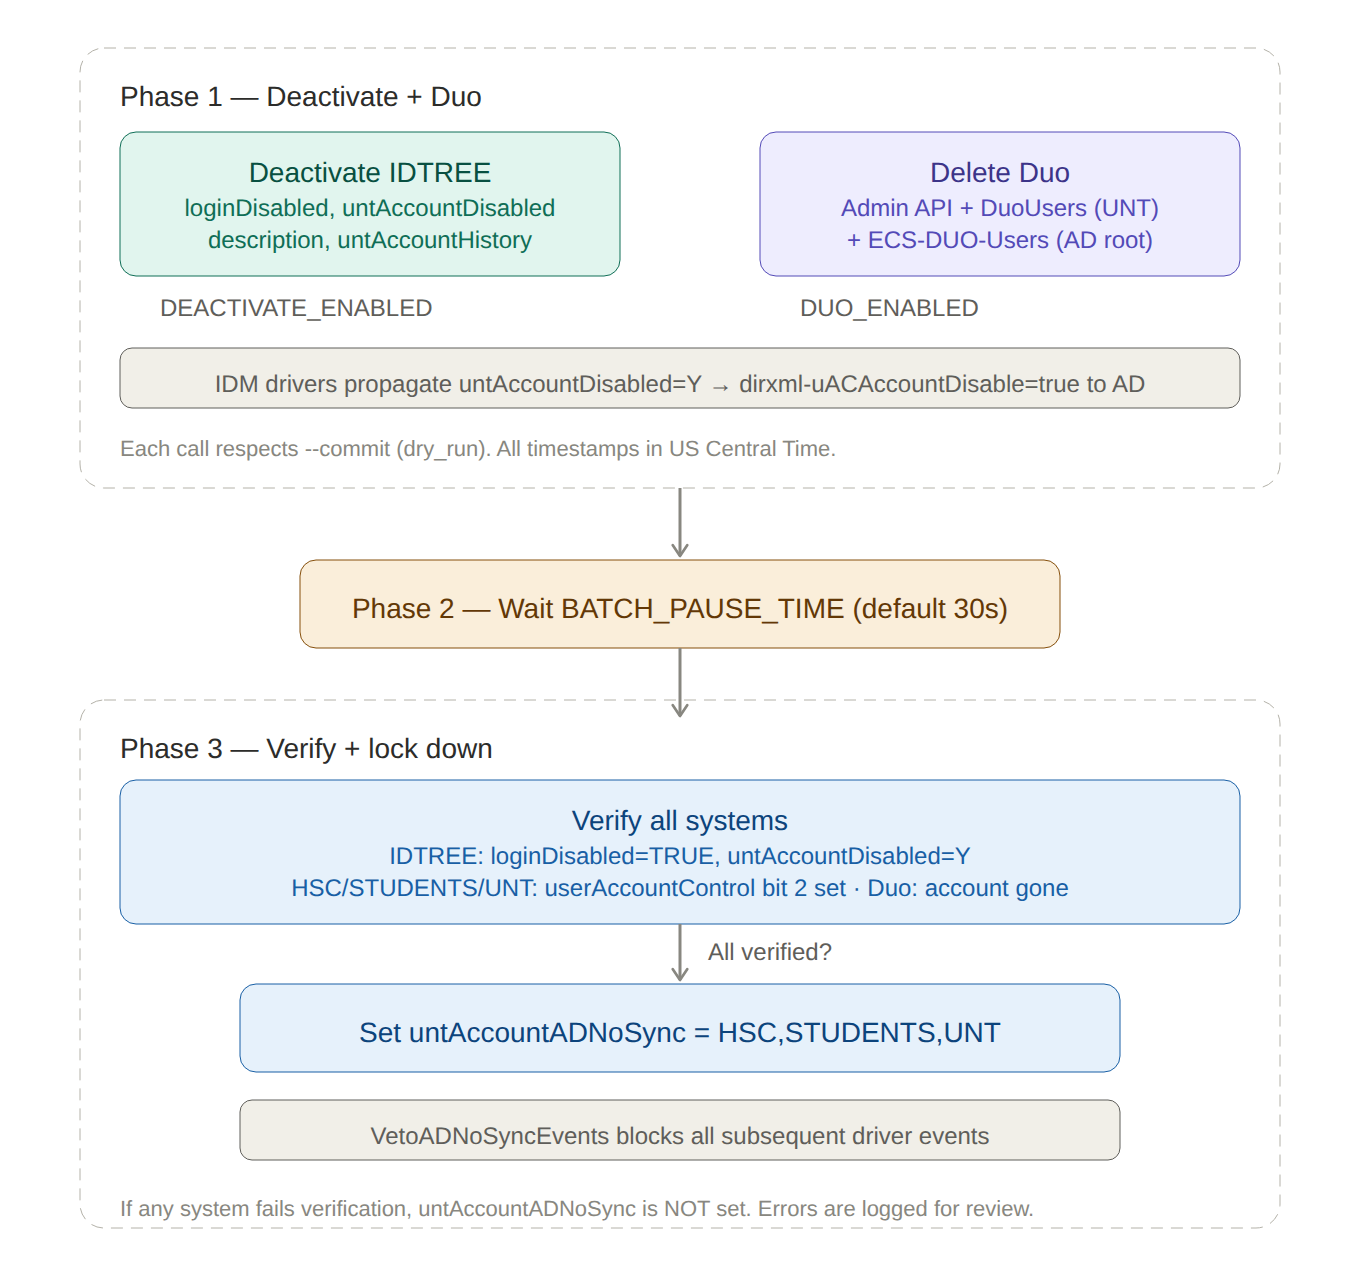 Phase 1 — Deactivate + Duo
Deactivate IDTREE
loginDisabled, untAccountDisabled
description, untAccountHistory
Delete Duo
Admin API + DuoUsers (UNT)
+ ECS-DUO-Users (AD root)
DEACTIVATE_ENABLED
DUO_ENABLED
IDM drivers propagate untAccountDisabled=Y → dirxml-uACAccountDisable=true to AD
Each call respects --commit (dry_run). All timestamps in US Central Time.
Phase 2 — Wait BATCH_PAUSE_TIME (default 30s)
Phase 3 — Verify + lock down
Verify all systems
IDTREE: loginDisabled=TRUE, untAccountDisabled=Y
HSC/STUDENTS/UNT: userAccountControl bit 2 set · Duo: account gone
All verified?
Set untAccountADNoSync = HSC,STUDENTS,UNT
VetoADNoSyncEvents blocks all subsequent driver events
If any system fails verification, untAccountADNoSync is NOT set. Errors are logged for review.